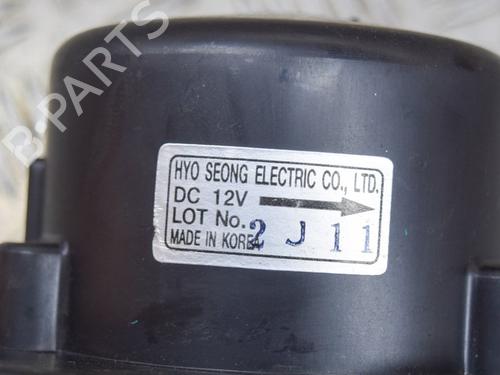 HYO SEONG ELECTRIC CO., LTD.
DC 12V
LOT No. 2 J 11
MADE IN KOREA
B-PARTS